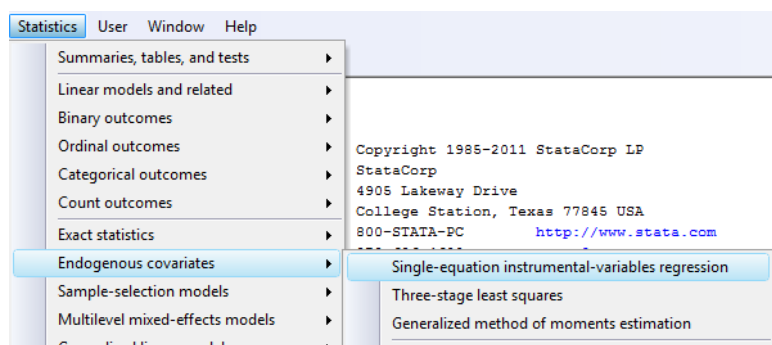 Statistics User Window Help
Summaries, tables, and tests
Linear models and related
Binary outcomes
Ordinal outcomes
Categorical outcomes
Count outcomes
Exact statistics
Endogenous covariates
Sample-selection models
Multilevel mixed-effects models
Copyright 1985-2011 StataCorp LP
StataCorp
4905 Lakeway Drive
College Station, Texas 77845 USA
800-STATA-PC http://www.stata.com
Single-equation instrumental-variables regression
Three-stage least squares
Generalized method of moments estimation